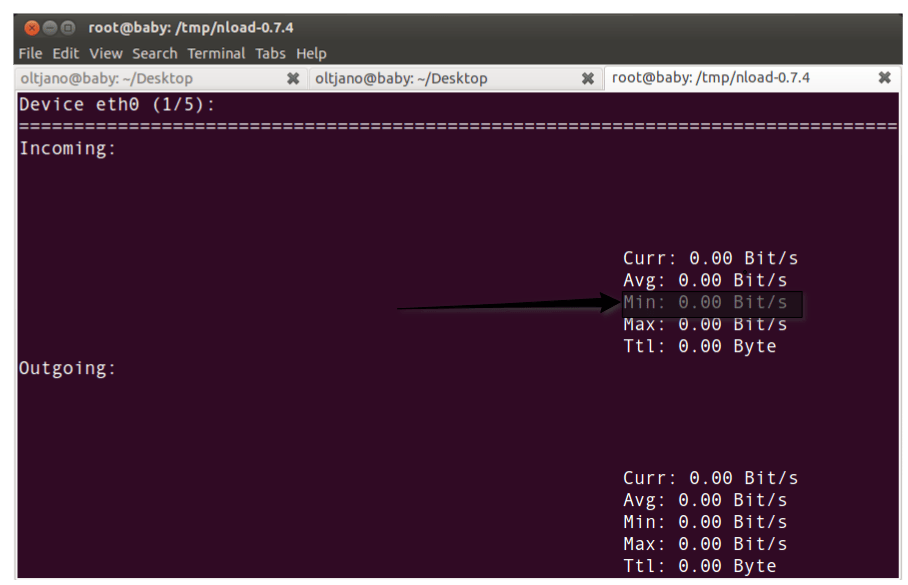 root@baby: /tmp/nload-0.7.4
File Edit View Search Terminal Tabs Help
oltjano@baby: ~/Desktop oltjano@baby: ~/Desktop root@baby: /tmp/nload-0.7.4
Device eth0 (1/5):
================================================================================
Incoming:
Curr: 0.00 Bit/s
Avg: 0.00 Bit/s
Min: 0.00 Bit/s
Max: 0.00 Bit/s
Ttl: 0.00 Byte
Outgoing:
Curr: 0.00 Bit/s
Avg: 0.00 Bit/s
Min: 0.00 Bit/s
Max: 0.00 Bit/s
Ttl: 0.00 Byte